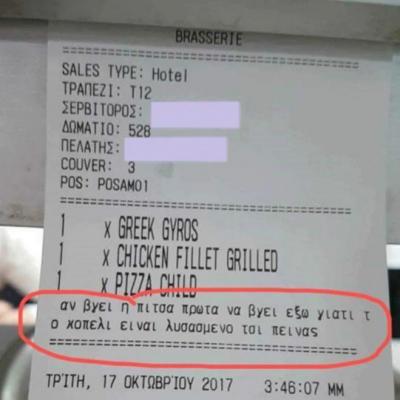 BRASSERIE
SALES TYPE: Hotel
ΤΡΑΠΕΖΙ: T12
ΣΕΡΒΙΤΟΡΟΣ:
ΔΩΜΑΤΙΟ: 528
ΠΕΛΑΤΗΣ:
COUVER: 3
POS: POSAM01
1 x GREEK GYROS
1 x CHICKEN FILLET GRILLED
1 x PIZZA CHILD
αν βγει η πιτσα πρωτα να βγει εξω γιατι τ
ο κοπελι ειναι λυσασμενο τσι πεινας
ΤΡΊΤΗ, 17 ΟΚΤΩΒΡΊΟΥ 2017 3:46:07 ΜΜ